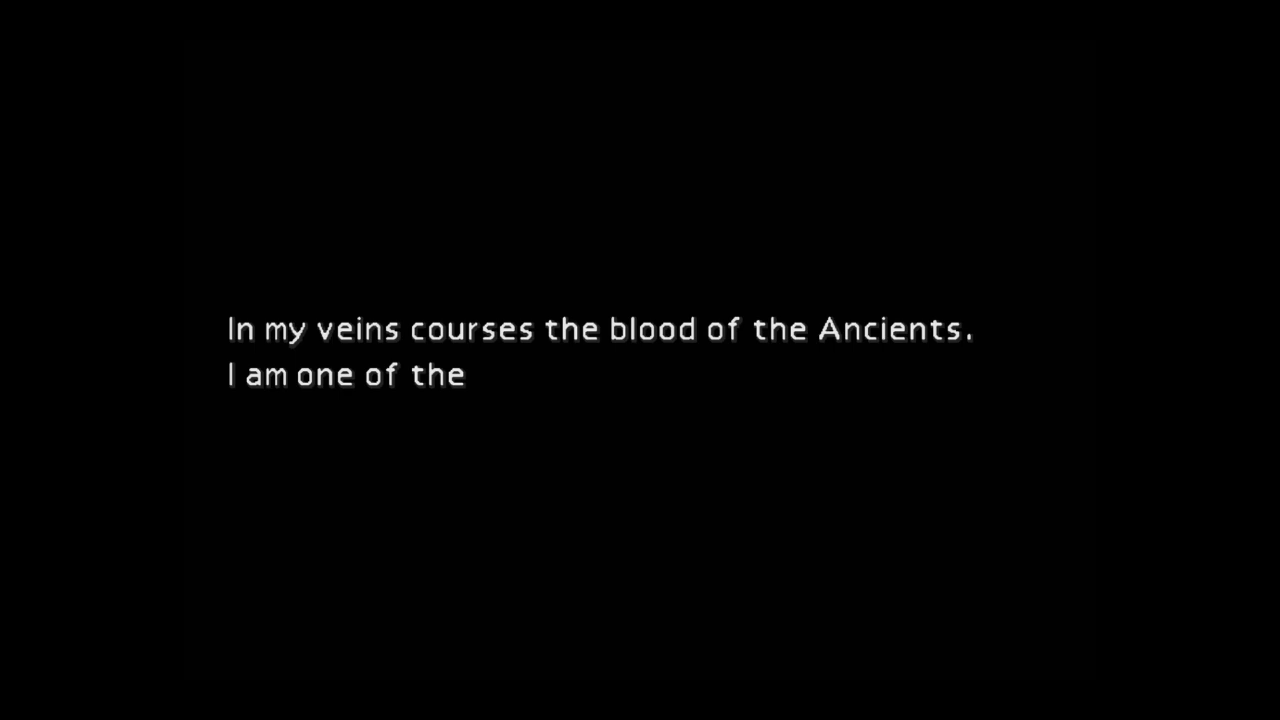 In my veins courses the blood of the Ancients.
I am one of the